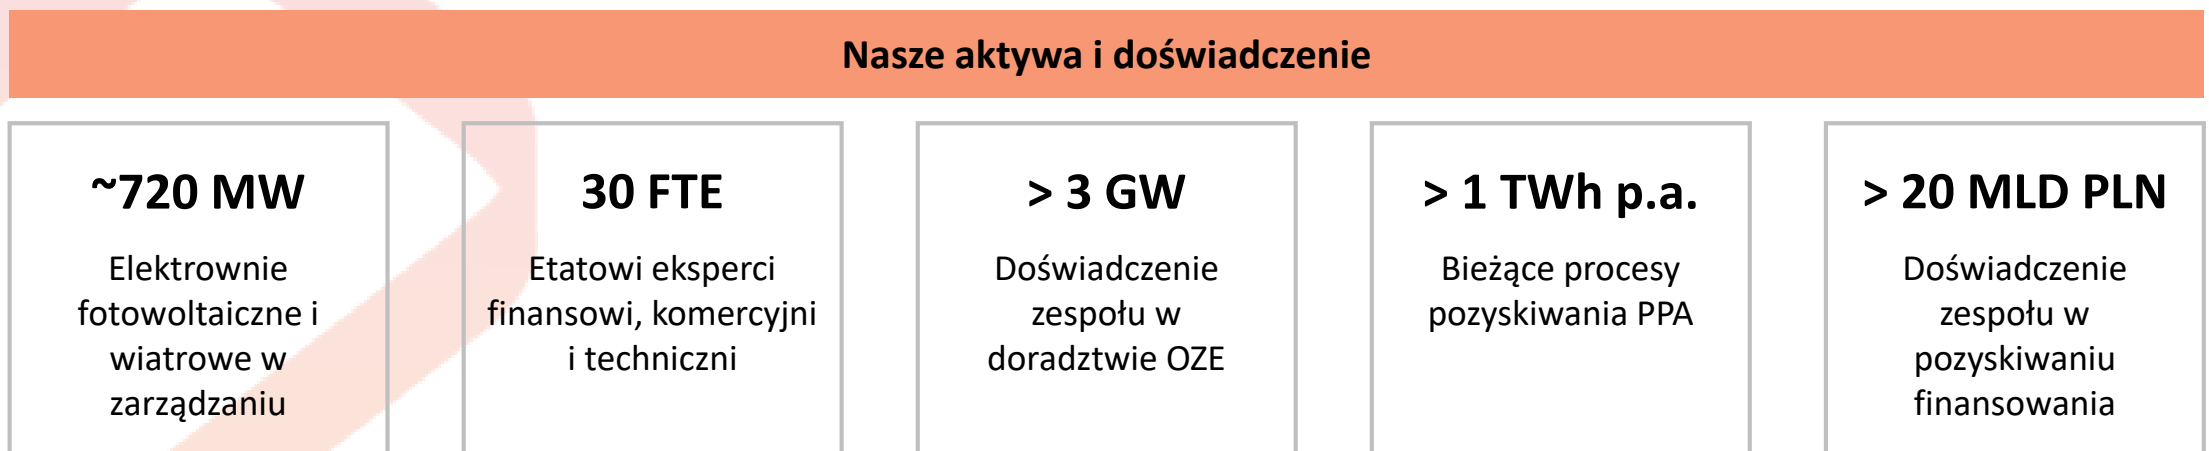 Nasze aktywa i doświadczenie
~720 MW
Elektrownie
fotowoltaiczne i
wiatrowe w
zarządzaniu
30 FTE
Etatowi eksperci
finansowi, komercyjni
i techniczni
> 3 GW
Doświadczenie
zespołu w
doradztwie OZE
> 1 TWh p.a.
Bieżące procesy
pozyskiwania PPA
> 20 MLD PLN
Doświadczenie
zespołu w
pozyskiwaniu
finansowania